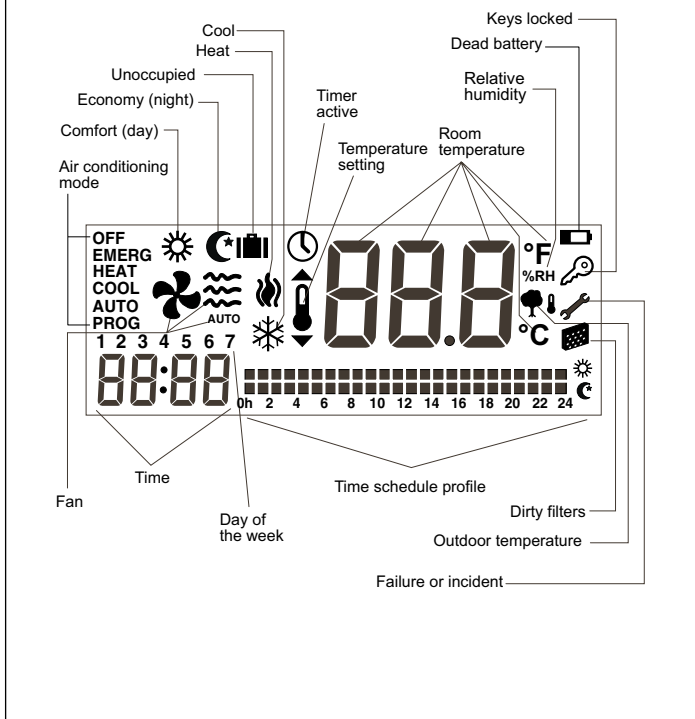 Keys locked
Cool
Dead battery
Heat
Relative
humidity
Unoccupied
Economy (night)
Timer
active
Comfort (day)
Room
temperature
Temperature
setting
Air conditioning
mode
OFF
EMERG
HEAT
COOL
AUTO
PROG
AUTO
°F
%RH
°C
1 2 3 4 5 6 7
88:88
88.8
0h 2 4 6 8 10 12 14 16 18 20 22 24
Time
Time schedule profile
Fan
Day of
the week
Dirty filters
Outdoor temperature
Failure or incident